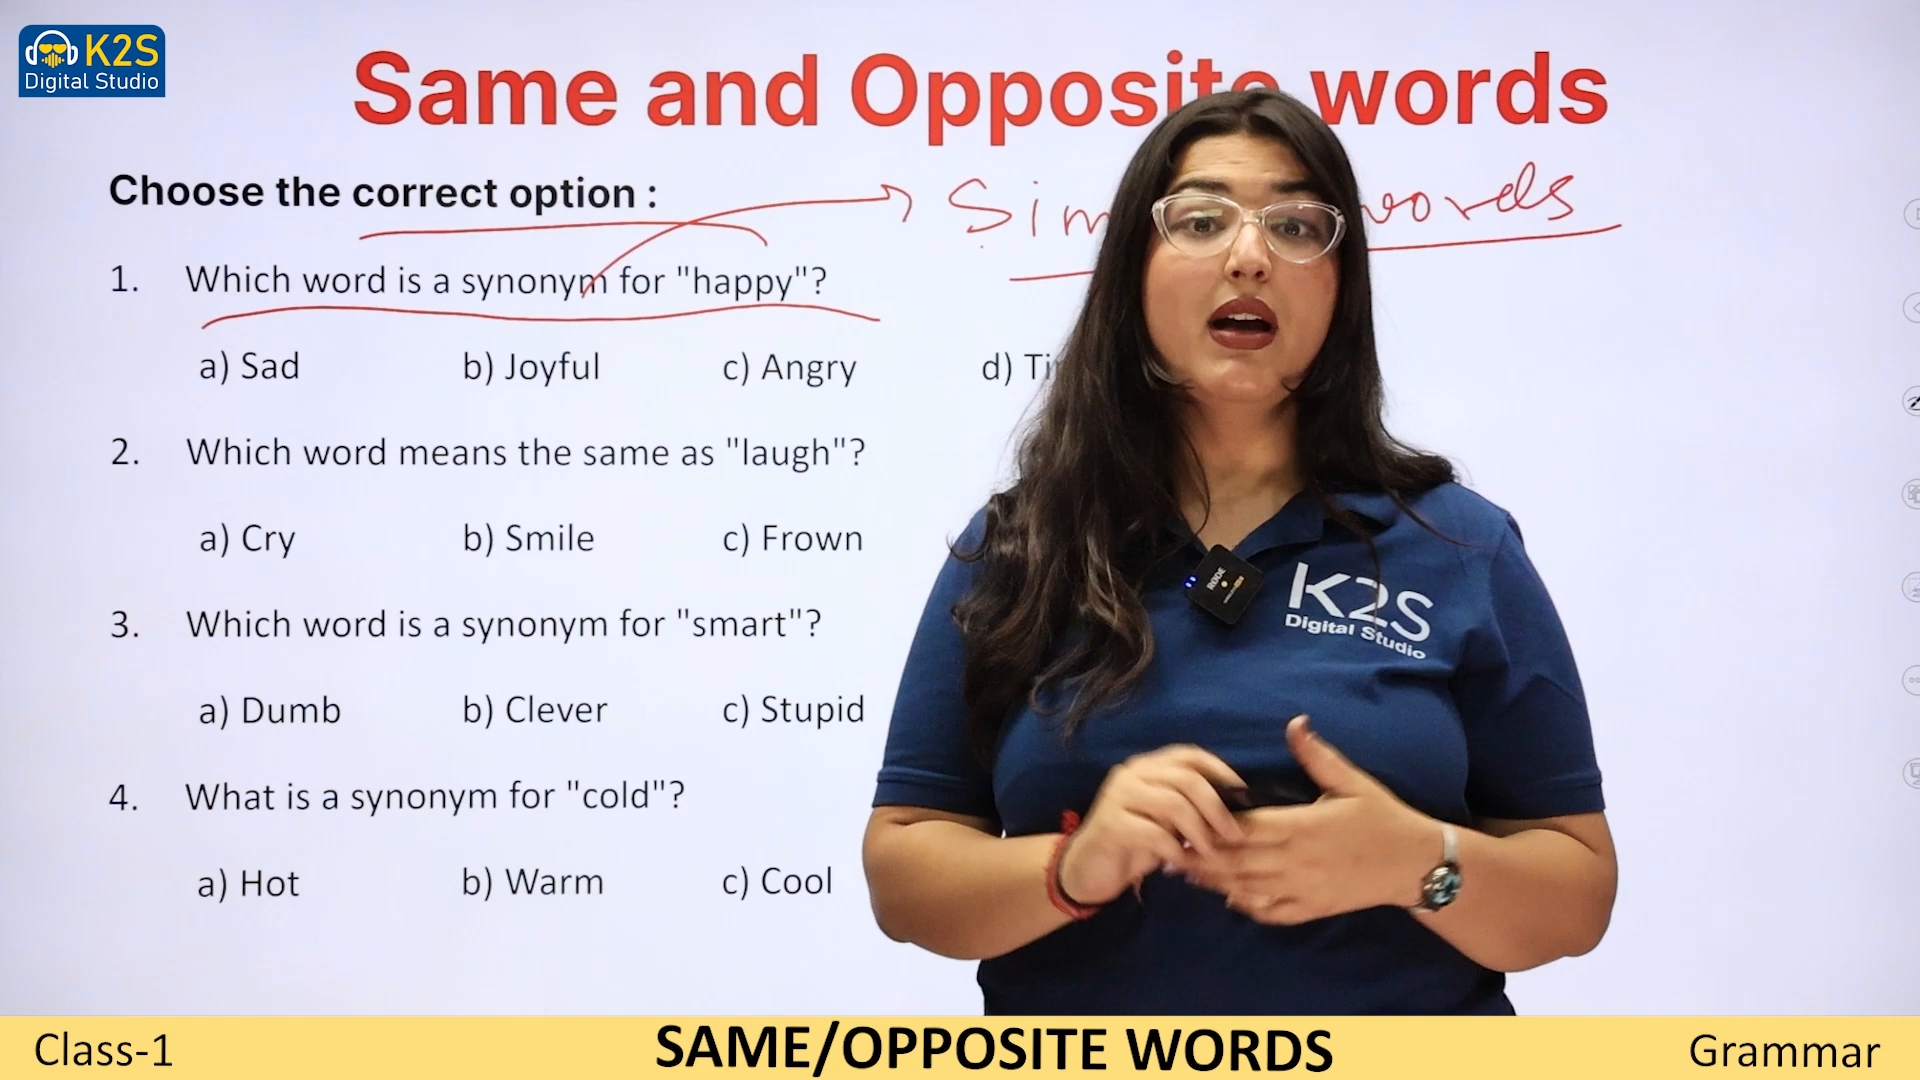 K2S
Digital Studio
Same and Opposite words
Choose the correct option :
words
1. Which word is a synonym for "happy"?
a) Sad b) Joyful c) Angry d)
2. Which word means the same as "laugh"?
a) Cry b) Smile c) Frown
3. Which word is a synonym for "smart"?
a) Dumb b) Clever c) Stupid
4. What is a synonym for "cold"?
a) Hot b) Warm c) Cool
RØDE
K2S
Digital Studio
Class-1 SAME/OPPOSITE WORDS Grammar